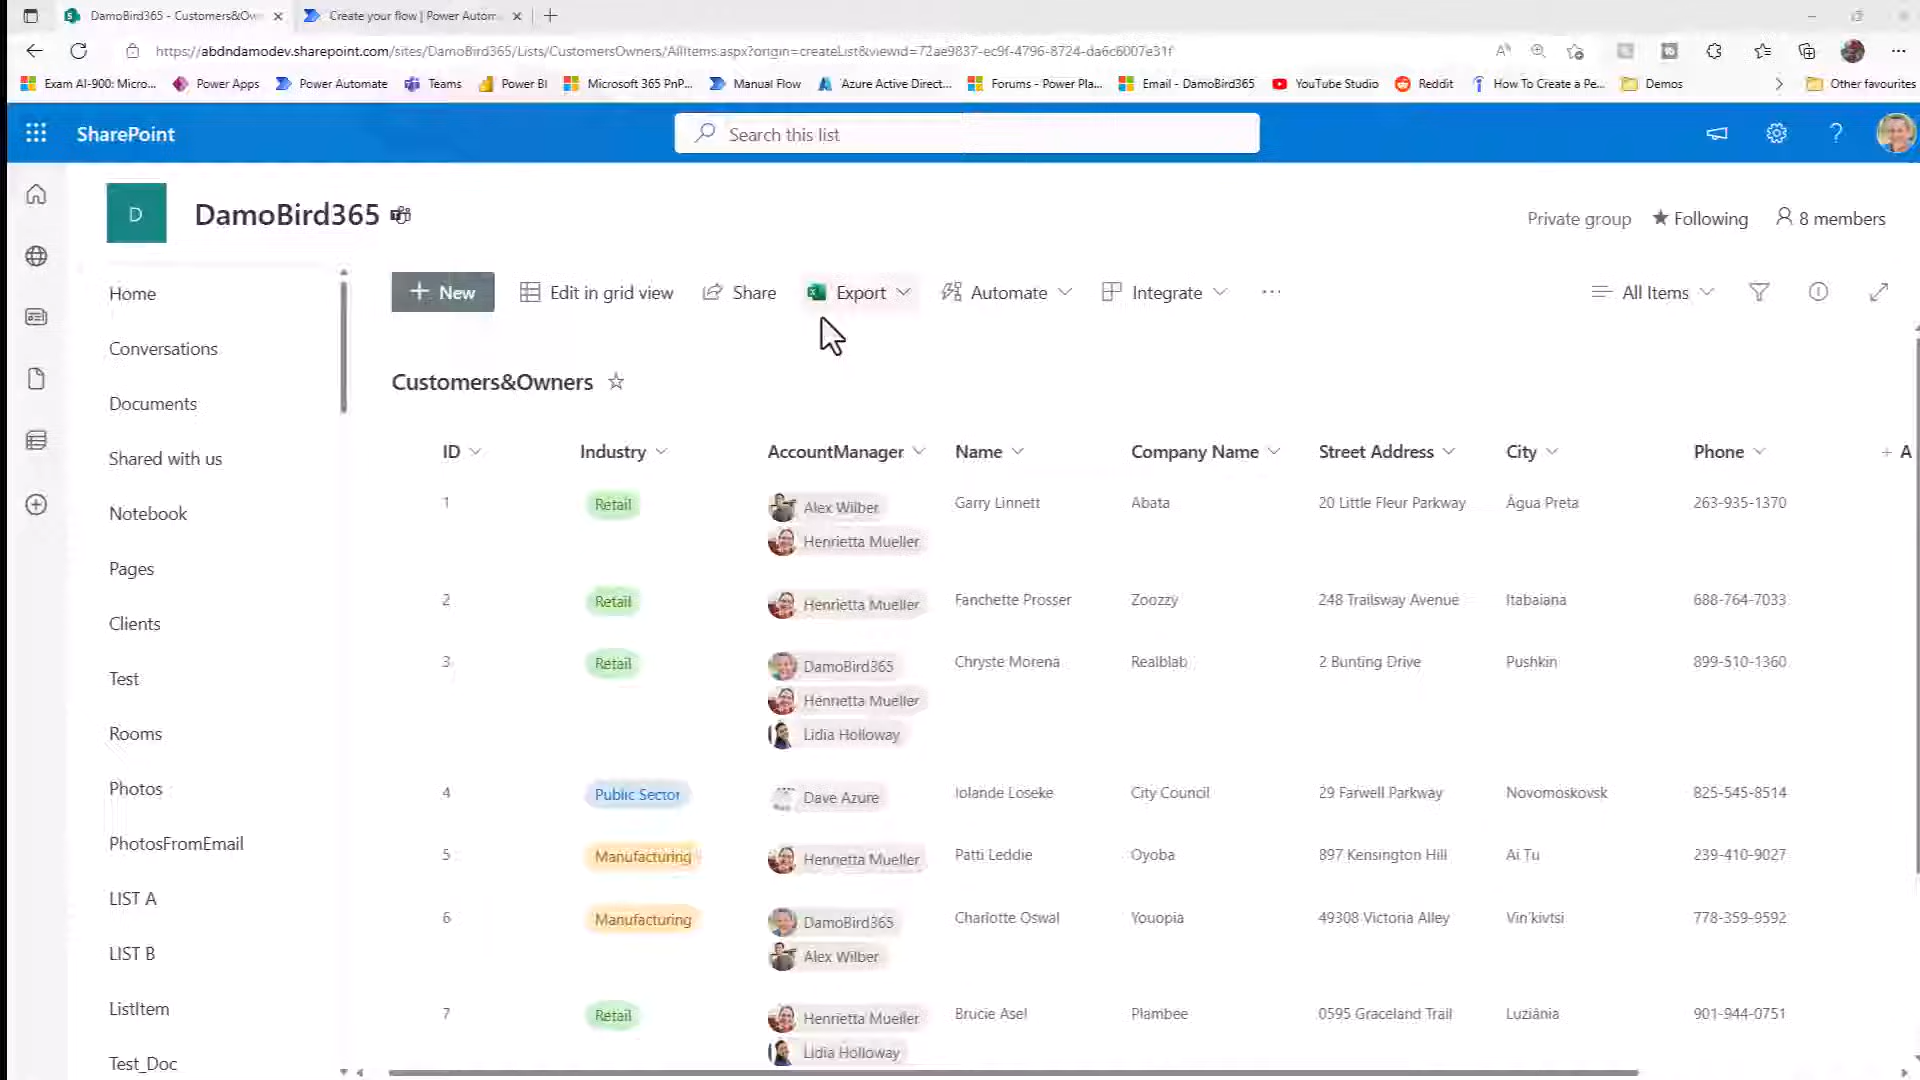 DamoBird365 - Customers&Ow
Create your flow | Power Autom
https://abdndamodev.sharepoint.com/sites/DamoBird365/Lists/CustomersOwners/AllItems.aspx?origin=createList&viewid=72ae9837-ec9f-4796-8724-da6c6007e31f
Exam AI-900: Micro... Power Apps Power Automate Teams Power BI Microsoft 365 PnP... Manual Flow Azure Active Direct... Forums - Power Pla... Email - DamoBird365 YouTube Studio Reddit How To Create a Pe... Demos Other favourites
SharePoint
Search this list
D
DamoBird365
Private group Following 8 members
+ New Edit in grid view Share Export Automate Integrate ... All Items
Home
Conversations
Documents
Shared with us
Notebook
Pages
Clients
Test
Rooms
Photos
PhotosFromEmail
LIST A
LIST B
ListItem
Test_Doc
Customers&Owners
ID Industry AccountManager Name Company Name Street Address City Phone + A
1 Retail Alex Wilber Garry Linnett Abata 20 Little Fleur Parkway Água Preta 263-935-1370
Henrietta Mueller
2 Retail Henrietta Mueller Fanchette Prosser Zoozzy 248 Trailsway Avenue Itabaiana 688-764-7033
3 Retail DamoBird365 Chryste Morena Realblab 2 Bunting Drive Pushkin 899-510-1360
Henrietta Mueller
Lidia Holloway
4 Public Sector Dave Azure Iolande Loseke City Council 29 Farwell Parkway Novomoskovsk 825-545-8514
5 Manufacturing Henrietta Mueller Patti Leddie Oyoba 897 Kensington Hill Ai Tu 239-410-9027
6 Manufacturing DamoBird365 Charlotte Oswal Youopia 49308 Victoria Alley Vin'kivtsi 778-359-9592
Alex Wilber
7 Retail Henrietta Mueller Brucie Asel Plambee 0595 Graceland Trail Luziânia 901-944-0751
Lidia Holloway